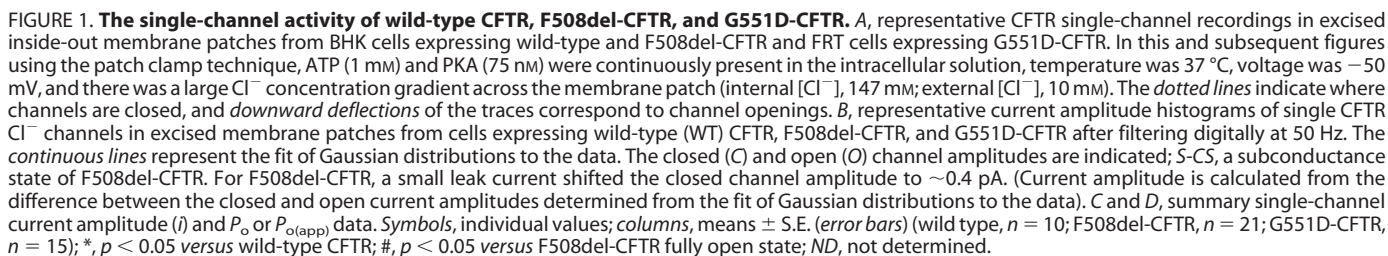 FIGURE 1. The single-channel activity of wild-type CFTR, F508del-CFTR, and G551D-CFTR. A, representative CFTR single-channel recordings in excised
inside-out membrane patches from BHK cells expressing wild-type and F508del-CFTR and FRT cells expressing G551D-CFTR. In this and subsequent figures
using the patch clamp technique, ATP (1 mM) and PKA (75 nM) were continuously present in the intracellular solution, temperature was 37 °C, voltage was −50
mV, and there was a large Cl⁻ concentration gradient across the membrane patch (internal [Cl⁻], 147 mM; external [Cl⁻], 10 mM). The dotted lines indicate where
channels are closed, and downward deflections of the traces correspond to channel openings. B, representative current amplitude histograms of single CFTR
Cl⁻ channels in excised membrane patches from cells expressing wild-type (WT) CFTR, F508del-CFTR, and G551D-CFTR after filtering digitally at 50 Hz. The
continuous lines represent the fit of Gaussian distributions to the data. The closed (C) and open (O) channel amplitudes are indicated; S-CS, a subconductance
state of F508del-CFTR. For F508del-CFTR, a small leak current shifted the closed channel amplitude to ~0.4 pA. (Current amplitude is calculated from the
difference between the closed and open current amplitudes determined from the fit of Gaussian distributions to the data). C and D, summary single-channel
current amplitude (i) and Po or Po(app) data. Symbols, individual values; columns, means ± S.E. (error bars) (wild type, n = 10; F508del-CFTR, n = 21; G551D-CFTR,
n = 15); *, p < 0.05 versus wild-type CFTR; #, p < 0.05 versus F508del-CFTR fully open state; ND, not determined.